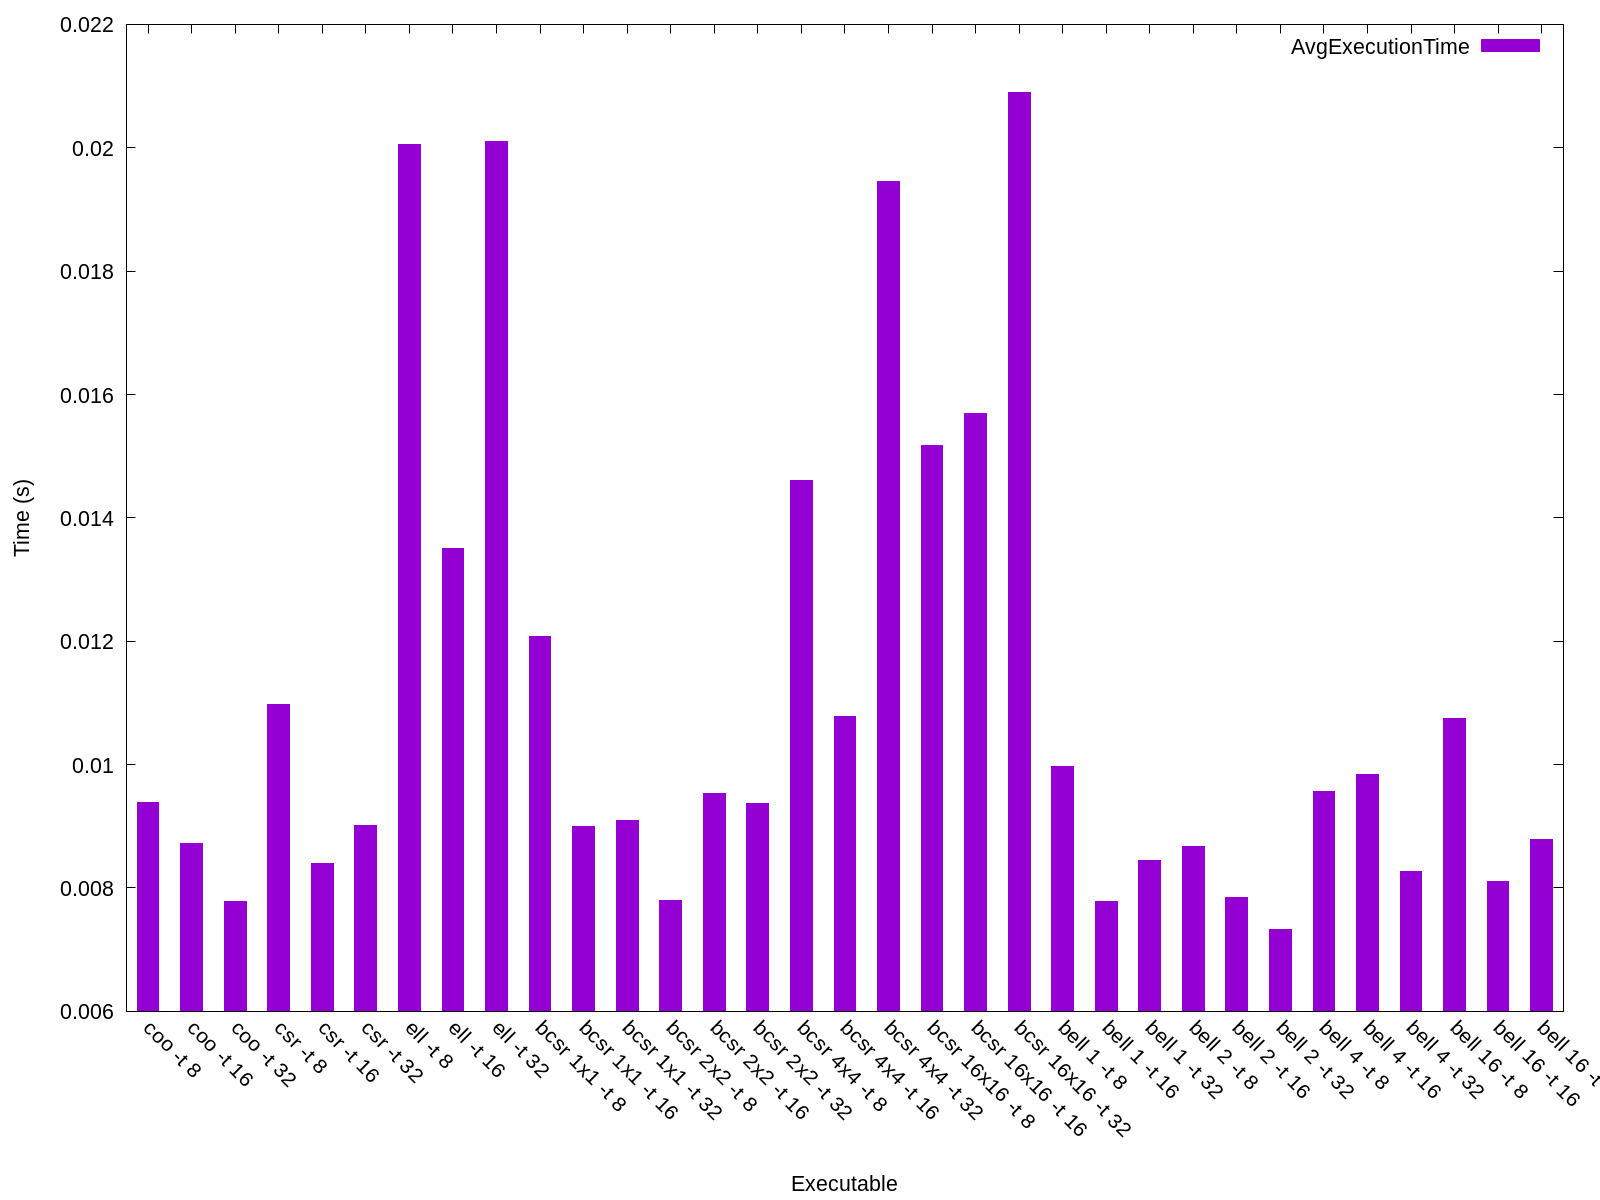 AvgExecutionTime
0.022
0.02
0.018
0.016
0.014
0.012
0.01
0.008
0.006
Time (s)
coo -t 8
coo -t 16
coo -t 32
csr -t 8
csr -t 16
csr -t 32
ell -t 8
ell -t 16
ell -t 32
bcsr 1x1 -t 8
bcsr 1x1 -t 16
bcsr 1x1 -t 32
bcsr 2x2 -t 8
bcsr 2x2 -t 16
bcsr 2x2 -t 32
bcsr 4x4 -t 8
bcsr 4x4 -t 16
bcsr 4x4 -t 32
bcsr 16x16 -t 8
bcsr 16x16 -t 16
bcsr 16x16 -t 32
bell 1 -t 8
bell 1 -t 16
bell 1 -t 32
bell 2 -t 8
bell 2 -t 16
bell 2 -t 32
bell 4 -t 8
bell 4 -t 16
bell 4 -t 32
bell 16 -t 8
bell 16 -t 16
bell 16 -t
Executable